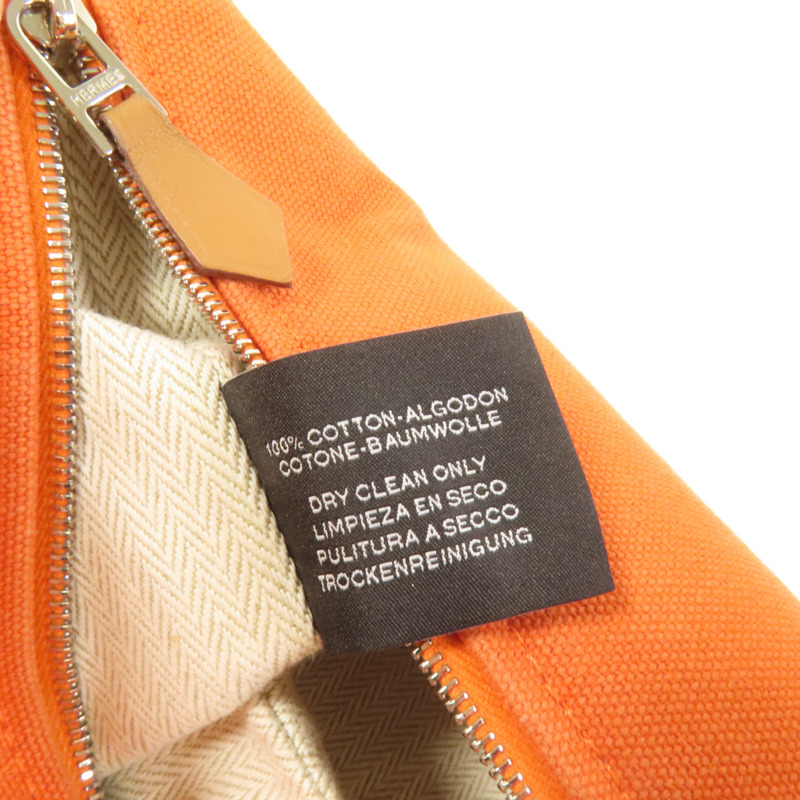 HERMES
100% COTTON-ALGODON
COTONE-BAUMWOLLE
DRY CLEAN ONLY
LIMPIEZA EN SECO
PULITURA A SECCO
TROCKENREINIGUNG